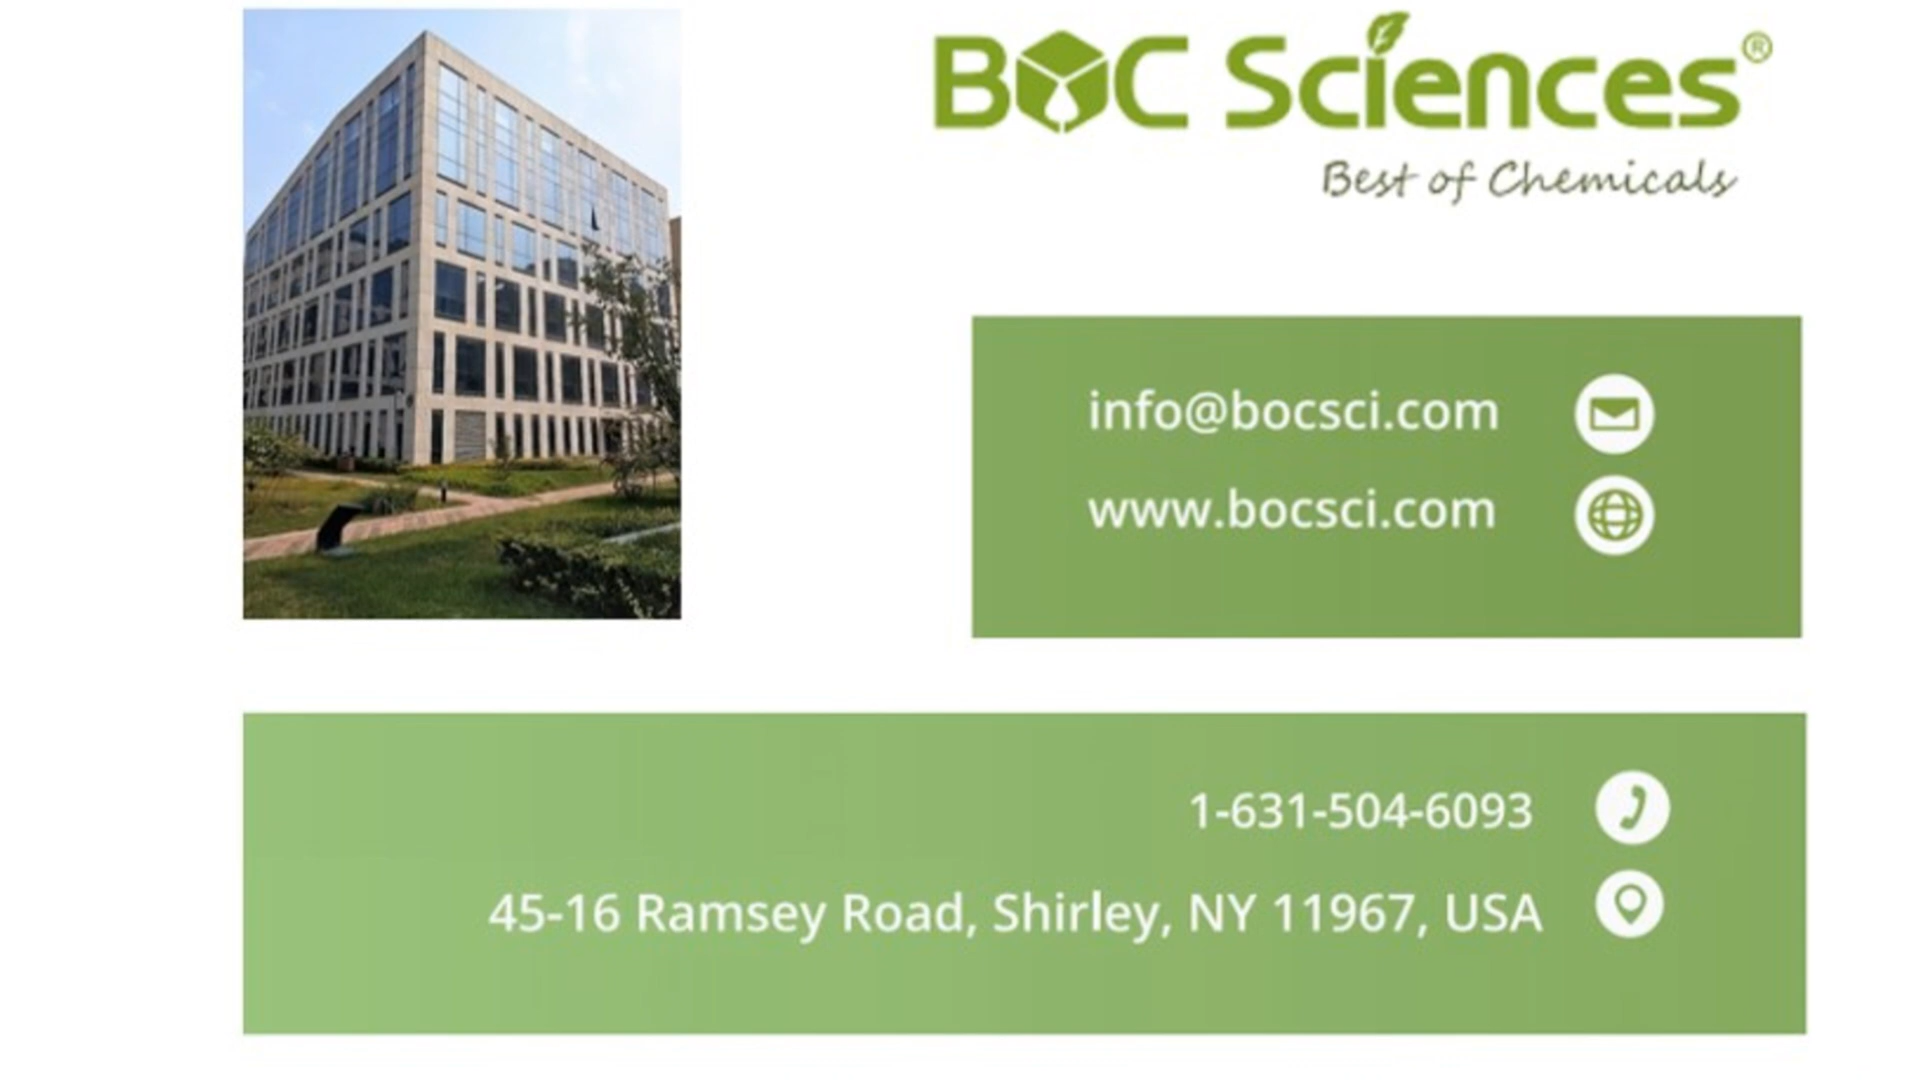 BOC Sciences®
Best of Chemicals
info@bocsci.com
www.bocsci.com
1-631-504-6093
45-16 Ramsey Road, Shirley, NY 11967, USA